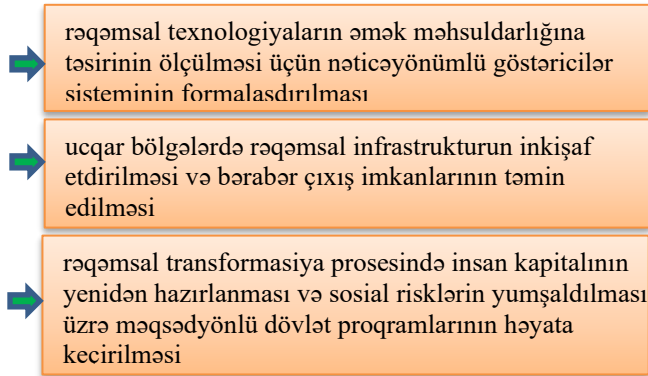 rəqəmsal texnologiyaların əmək məhsuldarlığına
təsirinin ölçülməsi üçün nəticəyönümlü göstəricilər
sisteminin formalaşdırılması
ucqar bölgələrdə rəqəmsal infrastrukturun inkişaf
etdirilməsi və bərabər çıxış imkanlarının təmin
edilməsi
rəqəmsal transformasiya prosesində insan kapitalının
yenidən hazırlanması və sosial risklərin yumşaldılması
üzrə məqsədyönlü dövlət proqramlarının həyata
keçirilməsi